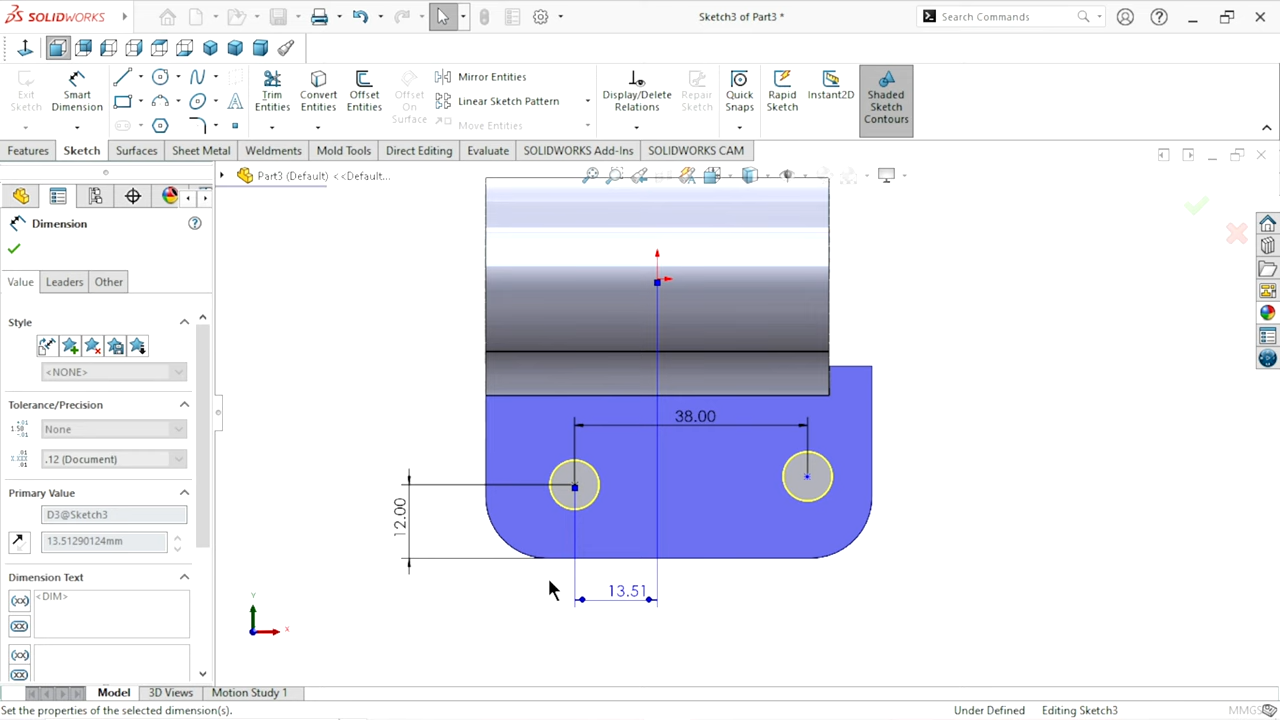 SOLIDWORKS
Sketch3 of Part3 *
Search Commands
Exit Sketch
Smart Dimension
Trim Entities
Convert Entities
Offset Entities
Offset On Surface
Mirror Entities
Linear Sketch Pattern
Move Entities
Display/Delete Relations
Repair Sketch
Quick Snaps
Rapid Sketch
Instant2D
Shaded Sketch Contours
Features
Sketch
Surfaces
Sheet Metal
Weldments
Mold Tools
Direct Editing
Evaluate
SOLIDWORKS Add-Ins
SOLIDWORKS CAM
Part3 (Default) <<Default...
Dimension
Value
Leaders
Other
Style
<NONE>
Tolerance/Precision
None
.12 (Document)
Primary Value
D3@Sketch3
13.51290124mm
Dimension Text
<DIM>
38.00
12.00
13.51
Y
X
Model
3D Views
Motion Study 1
Set the properties of the selected dimension(s).
Under Defined
Editing Sketch3
MMGS